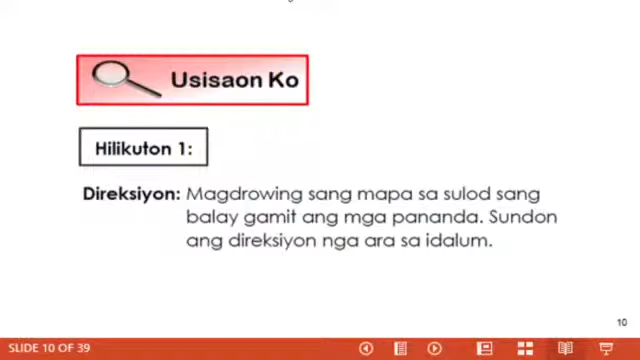 Usisaon Ko
Hilikuton 1:
Direksiyon: Magdrowing sang mapa sa sulod sang
balay gamit ang mga pananda. Sundon
ang direksiyon nga ara sa idalum.
10
SLIDE 10 OF 39